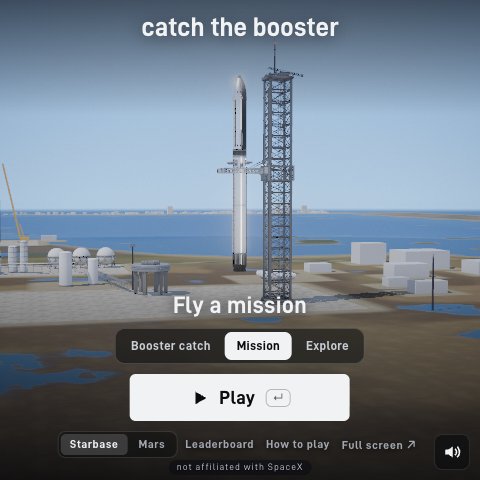 catch the booster
Fly a mission
Booster catch Mission Explore
Play
Starbase Mars Leaderboard How to play Full screen ↗
not affiliated with SpaceX